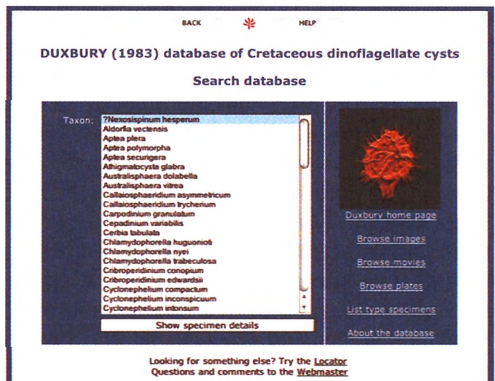 BACK HELP
DUXBURY (1983) database of Cretaceous dinoflagellate cysts
Search database
Taxon:
?Nexosispinum hesperum
Aldorfia vectensis
Aptea plera
Aptea polymorpha
Aptea securigera
Athigmatocysta glabra
Australisphaera dolabella
Australisphaera vitrea
Callaiosphaeridium asymmetricum
Callaiosphaeridium trycherium
Carpodinium granulatum
Cepadinium variabilis
Cerbia tabulata
Chlamydophorella huguonioti
Chlamydophorella nyei
Chlamydophorella trabeculosa
Cribroperidinium conopium
Cribroperidinium edwardsii
Cyclonephelium compactum
Cyclonephelium inconspicuum
Cyclonephelium intonsum
Show specimen details
Duxbury home page
Browse images
Browse movies
Browse plates
List type specimens
About the database
Looking for something else? Try the Locator
Questions and comments to the Webmaster